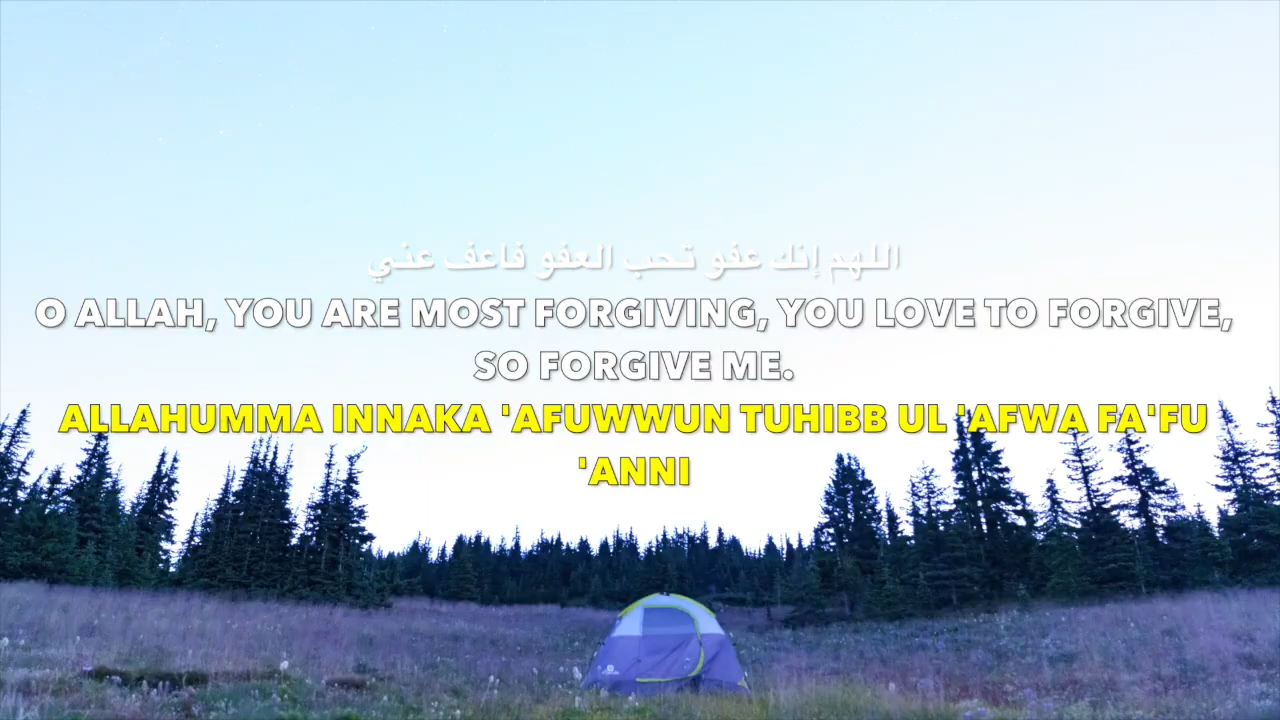 اللهم إنك عفو تحب العفو فاعف عني
O ALLAH, YOU ARE MOST FORGIVING, YOU LOVE TO FORGIVE,
SO FORGIVE ME.
ALLAHUMMA INNAKA 'AFUWWUN TUHIBB UL 'AFWA FA'FU
'ANNI